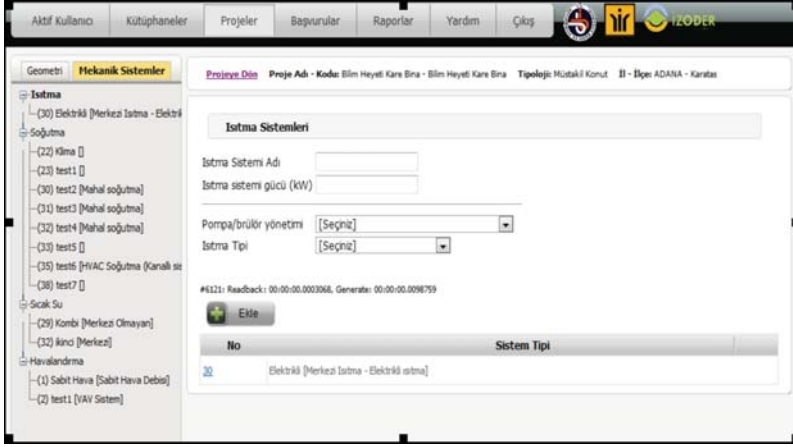 Aktif Kullanıcı Kütüphaneler Projeler Başvurular Raporlar Yardım Çıkış İZODER
Geometri Mekanik Sistemler
Isıtma
(30) Elektrikli [Merkezi Isıtma - Elektrik
Soğutma
(22) Klima []
(23) test1 []
(30) test2 [Mahal soğutma]
(31) test3 [Mahal soğutma]
(32) test4 [Mahal soğutma]
(33) test5 []
(35) test6 [HVAC Soğutma (Kanallı sis
(38) test7 []
Sıcak Su
(29) Kombi [Merkezi Olmayan]
(32) ikinci [Merkezi]
Havalandırma
(1) Sabit Hava [Sabit Hava Debisi]
(2) test1 [VAV Sistem]
Projeye Dön Proje Adı - Kodu: Bilim Heyeti Kare Bina - Bilim Heyeti Kare Bina Tipoloji: Müstakil Konut İl - İlçe: ADANA - Karatas
Isıtma Sistemleri
Isıtma Sistemi Adı
Isıtma sistemi gücü (kW)
Pompa/brülör yönetimi [Seçiniz]
Isıtma Tipi [Seçiniz]
#6121: Readback: 00:00:00.0003068, Generate: 00:00:00.0098759
Ekle
No Sistem Tipi
30 Elektrikli [Merkezi Isıtma - Elektrikli ısıtma]